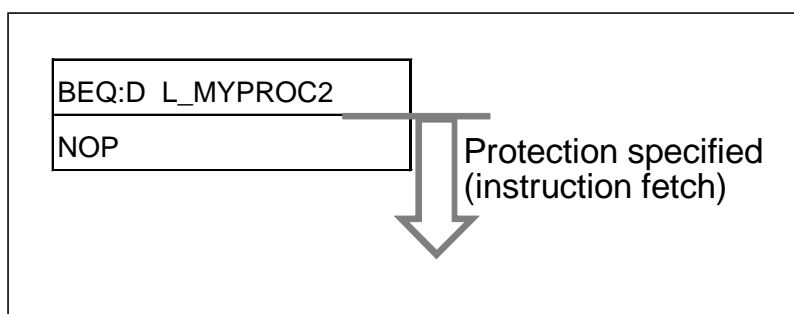 BEQ:D L_MYPROC2
NOP
Protection specified
(instruction fetch)